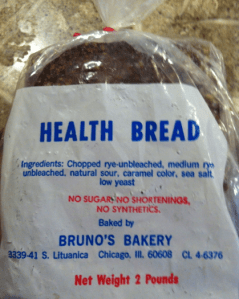 HEALTH BREAD
Ingredients: Chopped rye-unbleached, medium rye
unbleached, natural sour, caramel color, sea salt,
low yeast
NO SUGAR, NO SHORTENINGS,
NO SYNTHETICS.
Baked by
BRUNO'S BAKERY
3339-41 S. Lituanica Chicago, Ill. 60608 CL 4-6376
Net Weight 2 Pounds